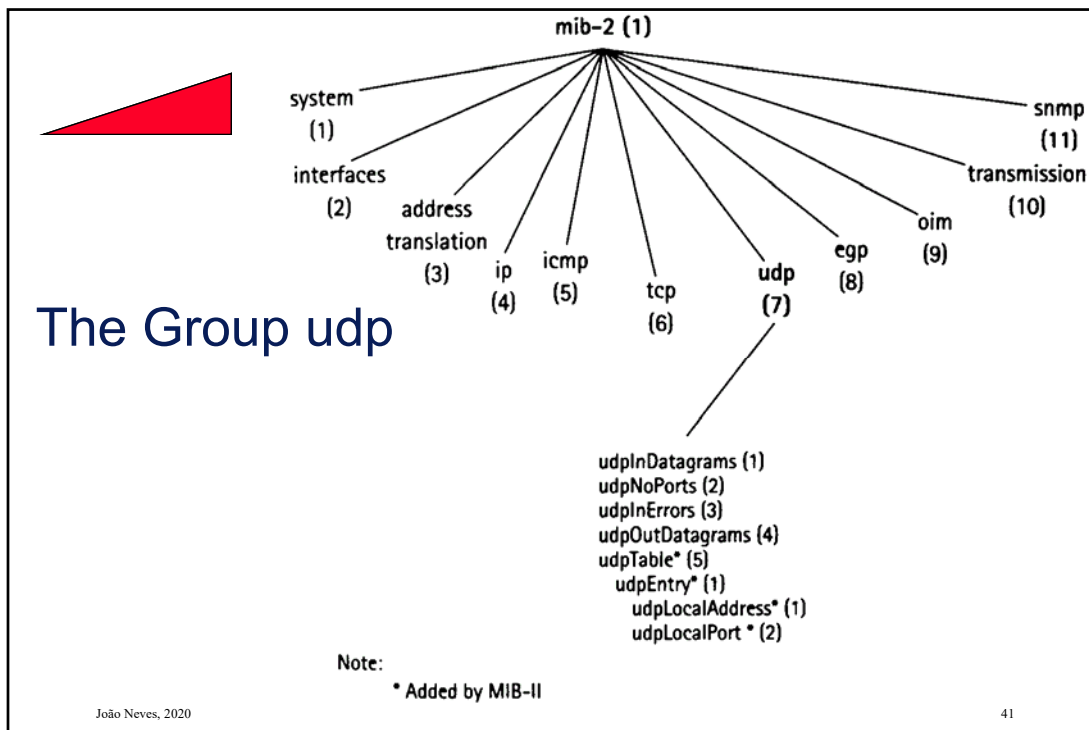 mib-2 (1)
system
(1)
interfaces
(2)
address
translation
(3)
ip
(4)
icmp
(5)
tcp
(6)
udp
(7)
egp
(8)
oim
(9)
transmission
(10)
snmp
(11)
The Group udp
udpInDatagrams (1)
udpNoPorts (2)
udpInErrors (3)
udpOutDatagrams (4)
udpTable* (5)
udpEntry* (1)
udpLocalAddress* (1)
udpLocalPort * (2)
Note:
* Added by MIB-II
João Neves, 2020
41